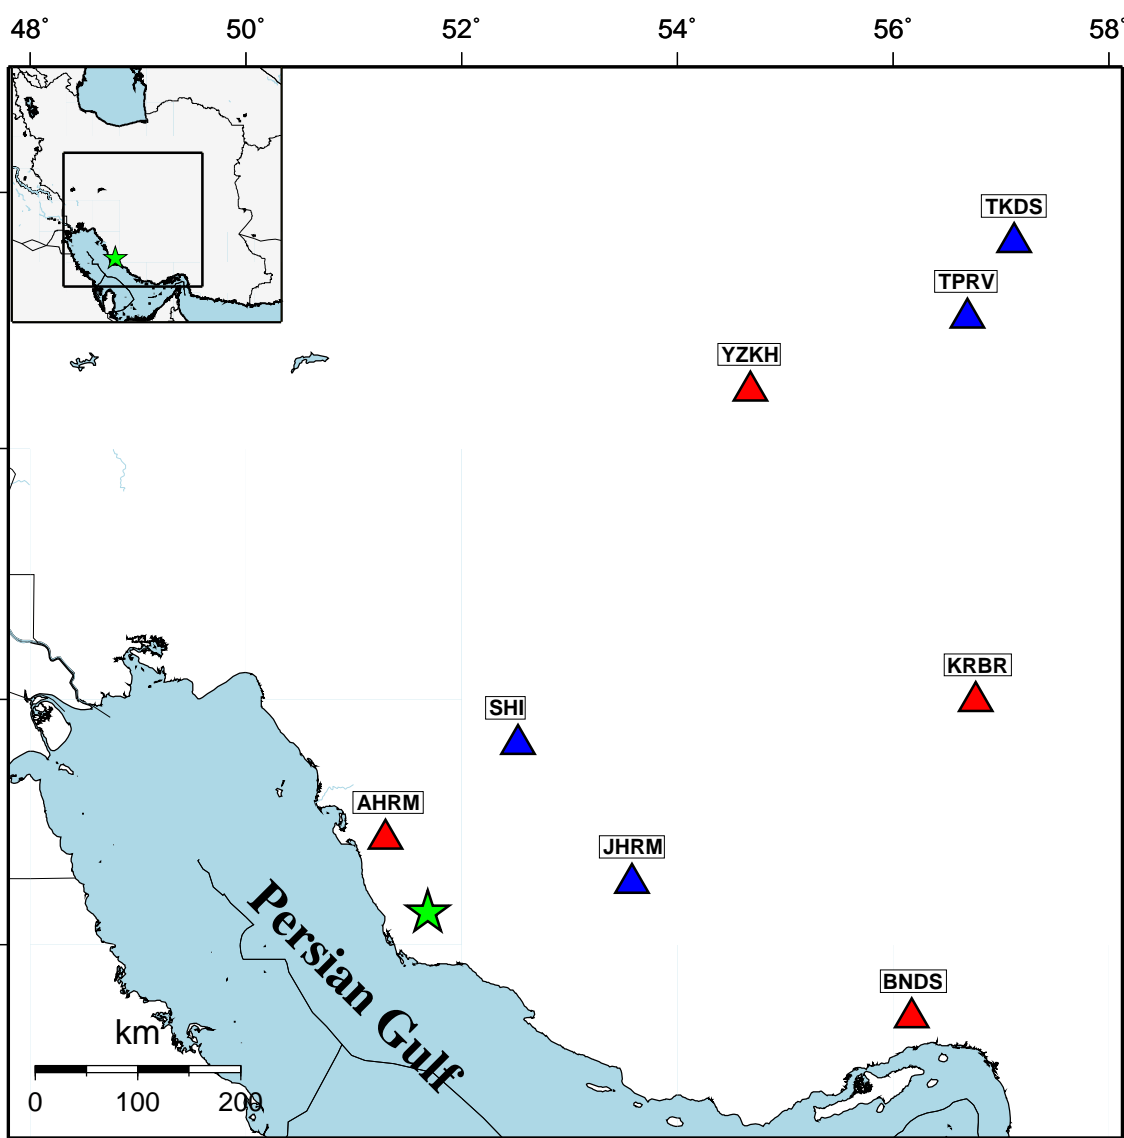 48° 50° 52° 54° 56° 58°
TKDS
TPRV
YZKH
KRBR
SHI
AHRM
JHRM
Persian Gulf
BNDS
km
0 100 200